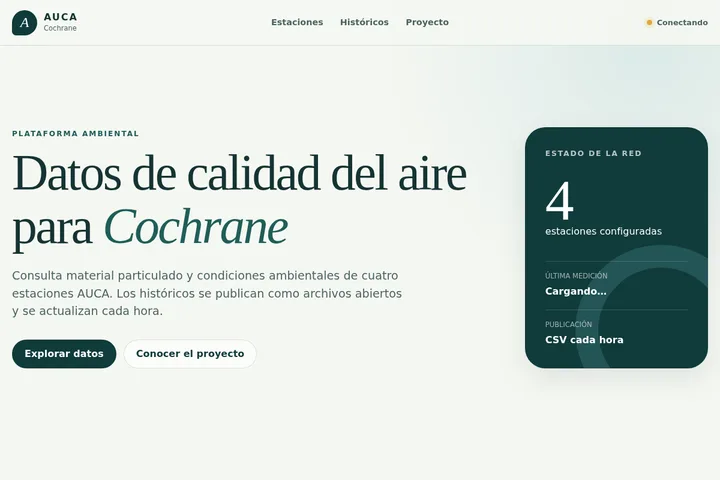 A
AUCA
Cochrane
Estaciones Históricos Proyecto
Conectando
PLATAFORMA AMBIENTAL
Datos de calidad del aire
para Cochrane
Consulta material particulado y condiciones ambientales de cuatro
estaciones AUCA. Los históricos se publican como archivos abiertos
y se actualizan cada hora.
Explorar datos
Conocer el proyecto
ESTADO DE LA RED
4
estaciones configuradas
ÚLTIMA MEDICIÓN
Cargando…
PUBLICACIÓN
CSV cada hora